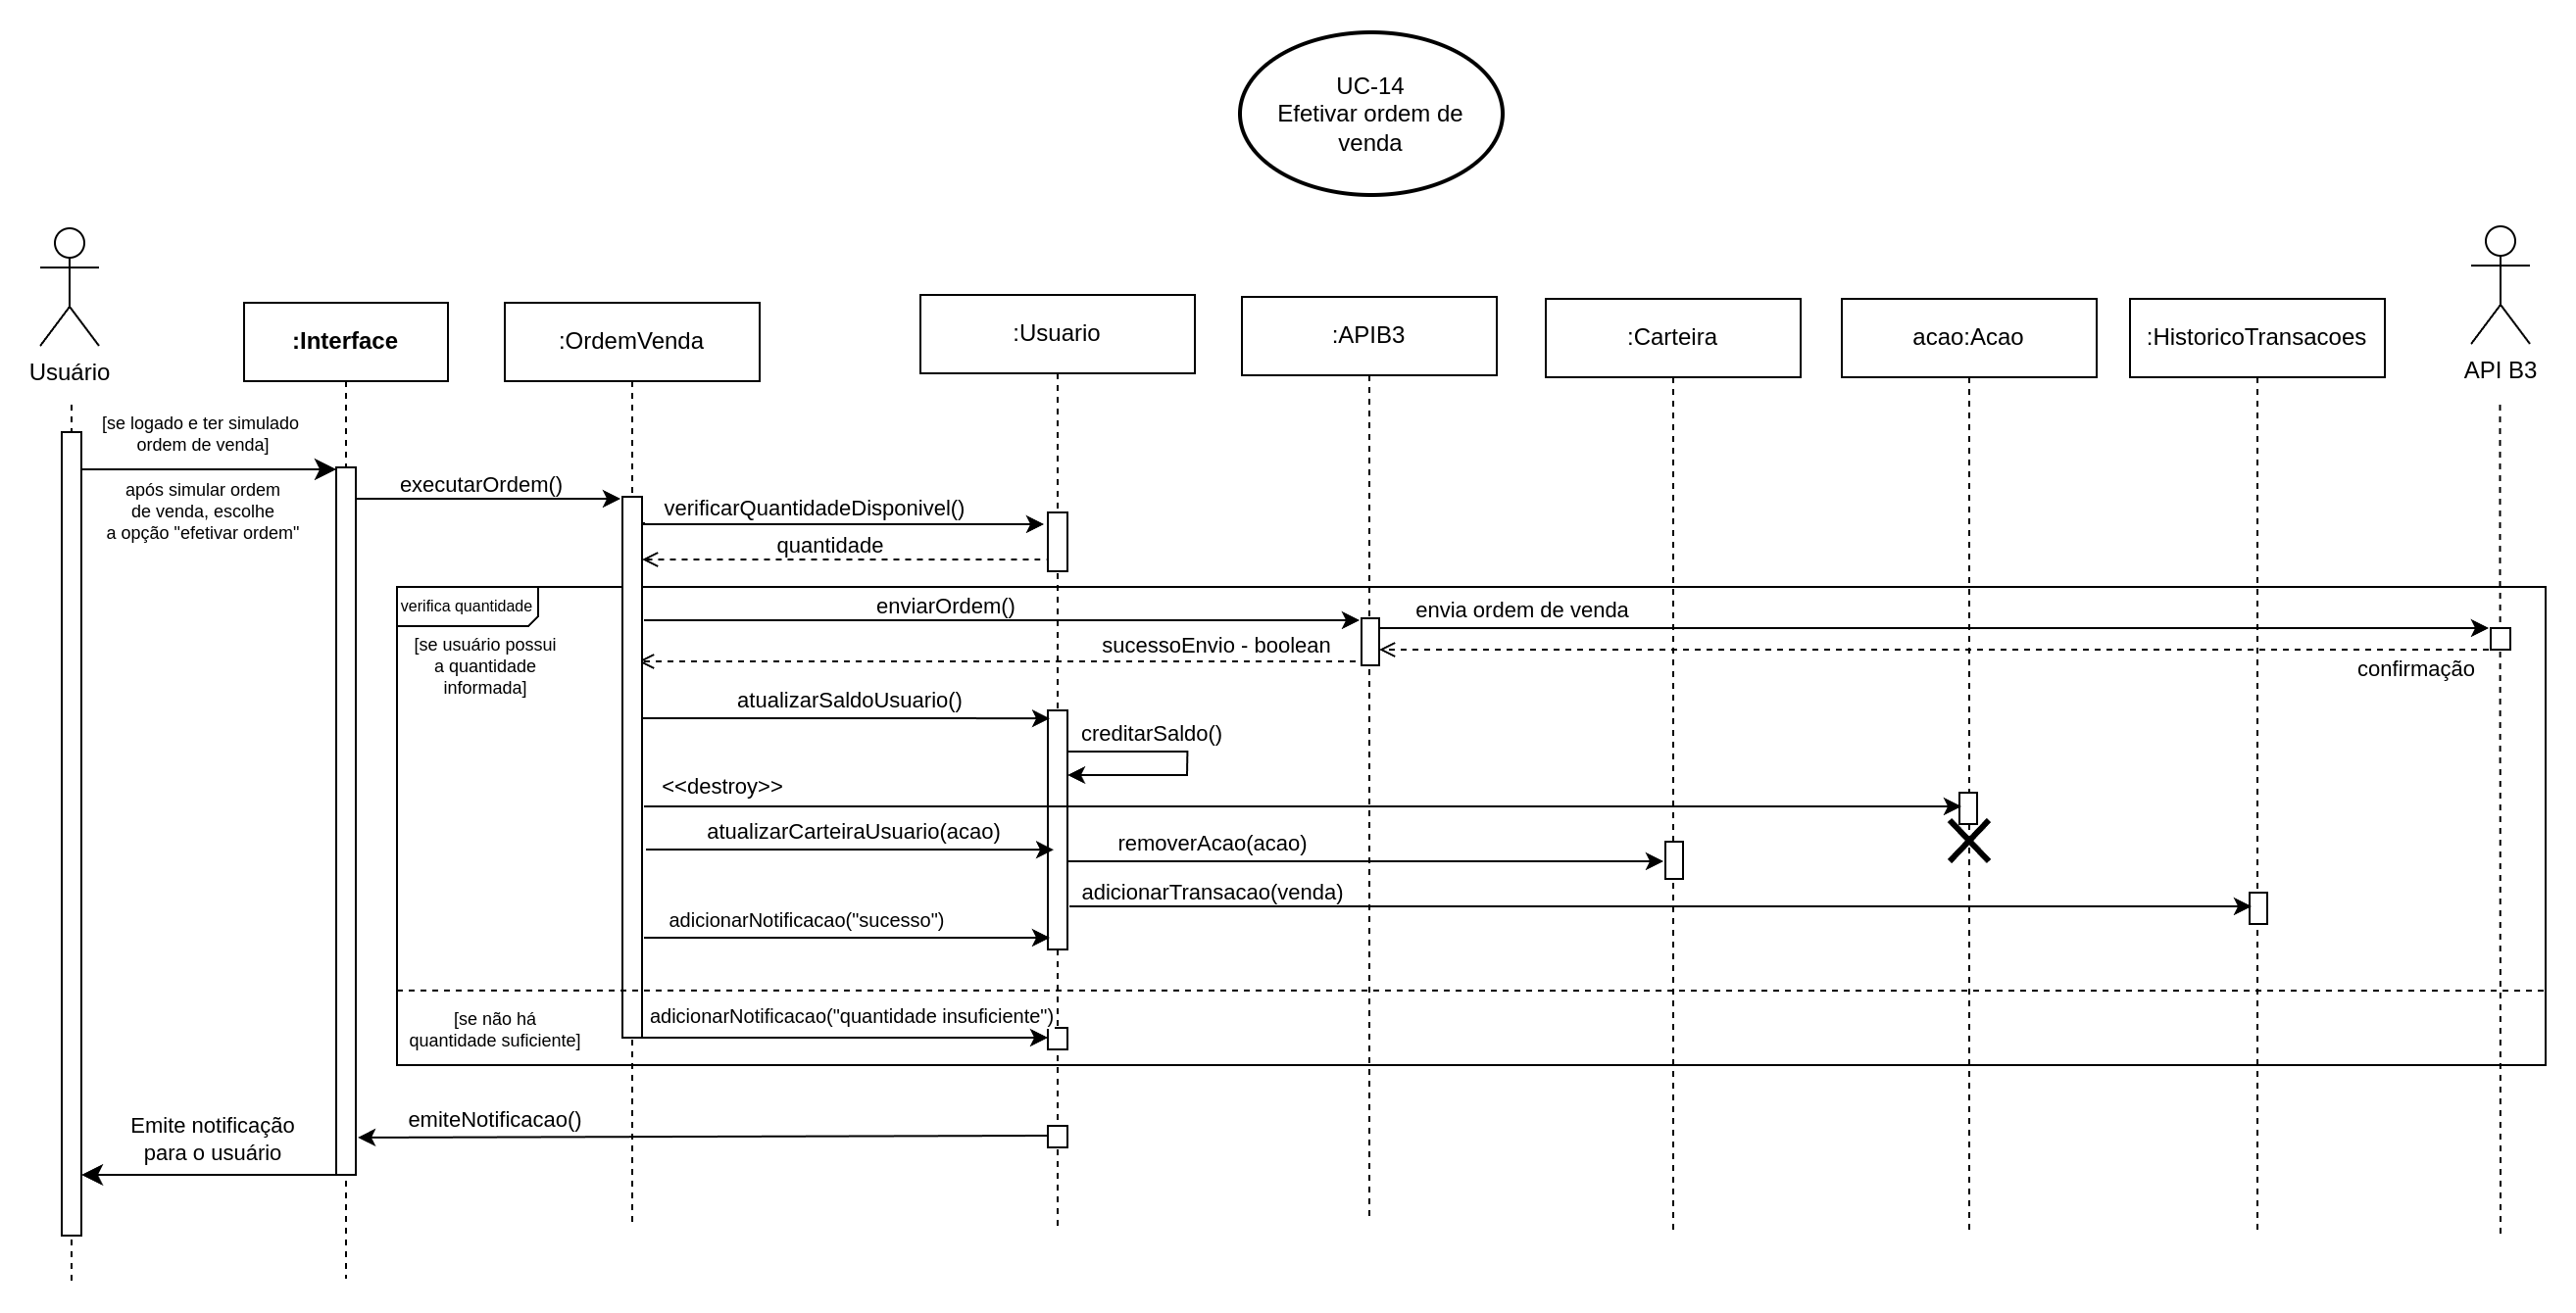 UC-14
Efetivar ordem de
venda
Usuário
:Interface
:OrdemVenda
:Usuario
:APIB3
:Carteira
acao:Acao
:HistoricoTransacoes
API B3
[se logado e ter simulado
ordem de venda]
após simular ordem
de venda, escolhe
a opção "efetivar ordem"
executarOrdem()
verificarQuantidadeDisponivel()
quantidade
verifica quantidade
[se usuário possui
a quantidade
informada]
enviarOrdem()
envia ordem de venda
sucessoEnvio - boolean
confirmação
atualizarSaldoUsuario()
creditarSaldo()
<<destroy>>
atualizarCarteiraUsuario(acao)
removerAcao(acao)
adicionarTransacao(venda)
adicionarNotificacao("sucesso")
[se não há
quantidade suficiente]
adicionarNotificacao("quantidade insuficiente")
emiteNotificacao()
Emite notificação
para o usuário